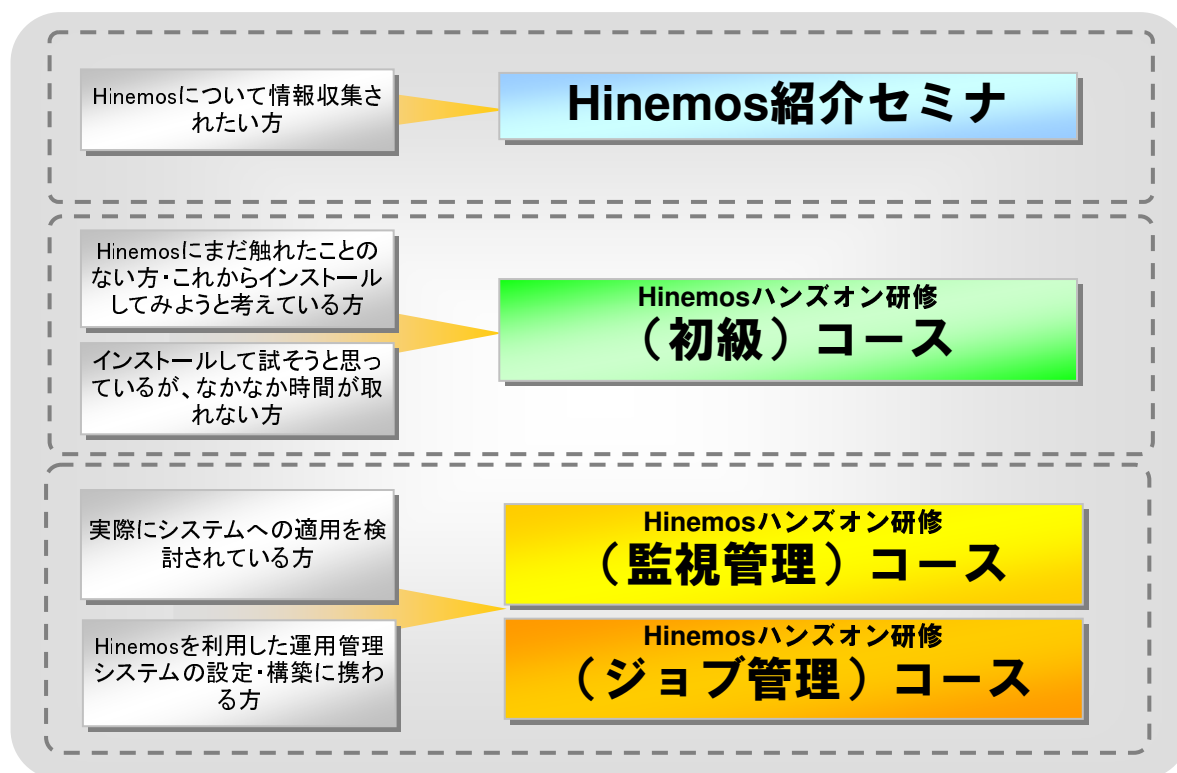 Hinemosについて情報収集さ
れたい方
Hinemos紹介セミナ
Hinemosにまだ触れたことの
ない方・これからインストール
してみようと考えている方
インストールして試そうと思っ
ているが、なかなか時間が取
れない方
Hinemosハンズオン研修
（初級）コース
実際にシステムへの適用を検
討されている方
Hinemosを利用した運用管理
システムの設定・構築に携わ
る方
Hinemosハンズオン研修
（監視管理）コース
Hinemosハンズオン研修
（ジョブ管理）コース